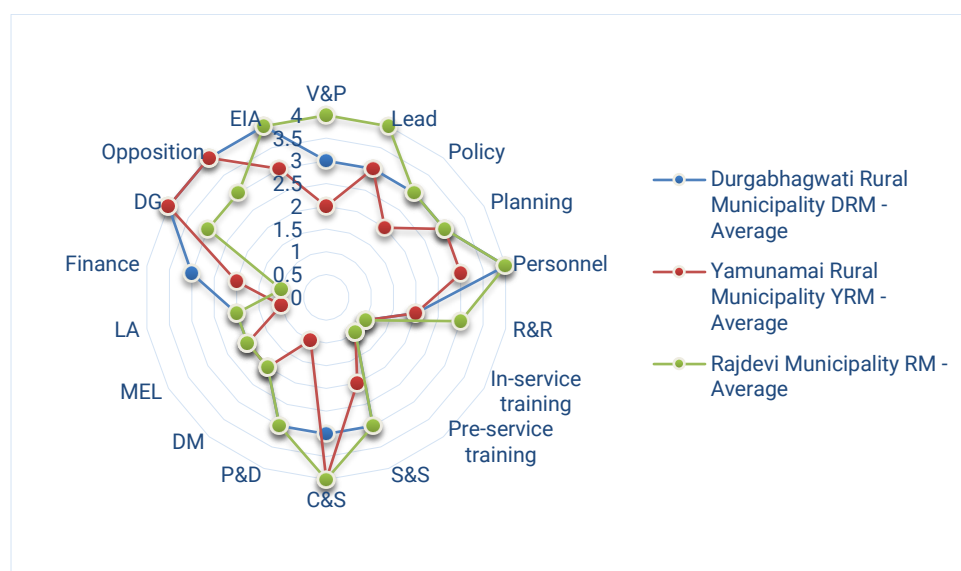 V&P
Lead
Policy
Planning
Personnel
R&R
In-service
training
Pre-service
training
S&S
C&S
P&D
DM
MEL
LA
Finance
DG
Opposition
EIA
4
3.5
3
2.5
2
1.5
1
0.5
0
Durgabhagwati Rural
Municipality DRM -
Average
Yamunamai Rural
Municipality YRM -
Average
Rajdevi Municipality RM -
Average